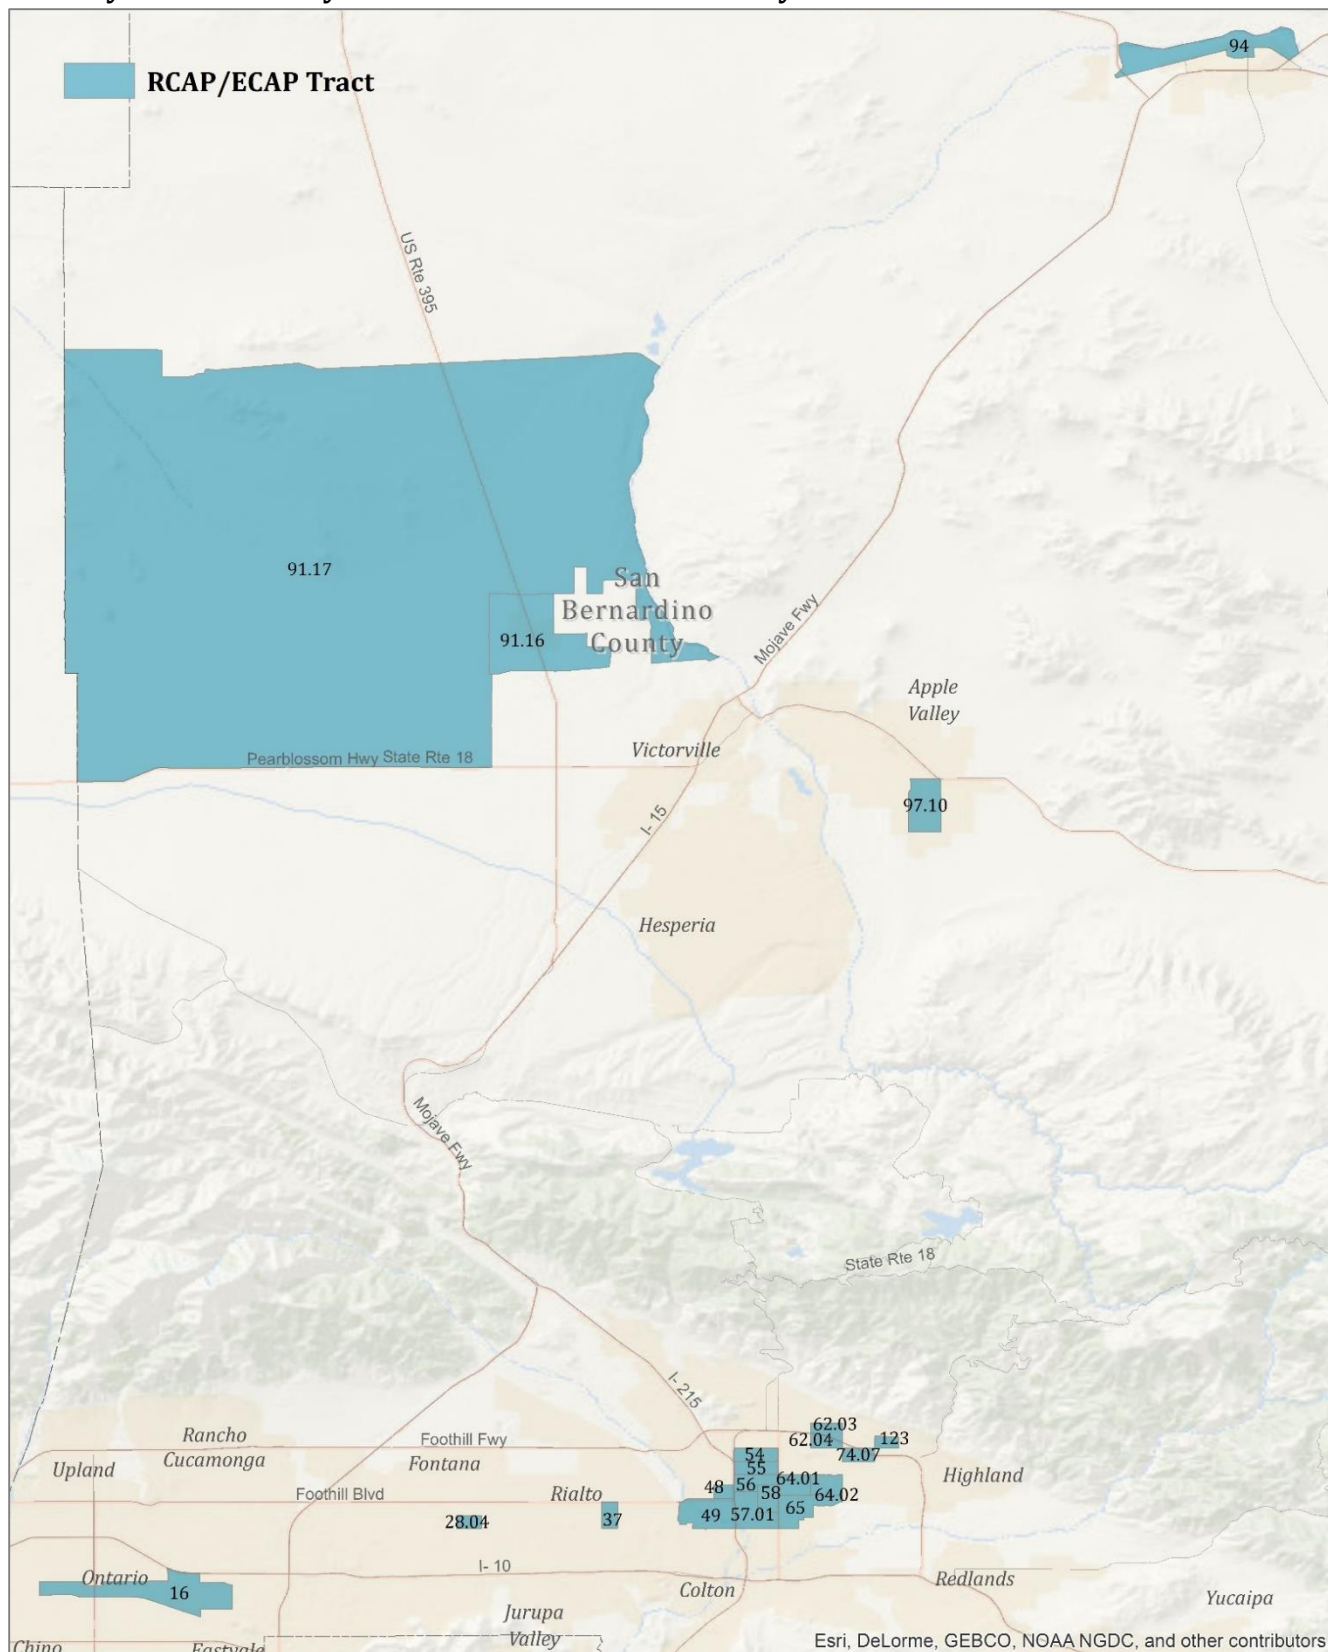 RCAP/ECAP Tract
94
US Rte 395
91.17
San
Bernardino
County
91.16
Mojave Fwy
Apple
Valley
Victorville
Pearblossom Hwy State Rte 18
97.10
I- 15
Hesperia
Mojave Fwy
State Rte 18
I- 215
62.03
Rancho
Cucamonga
Foothill Fwy
62.04
123
54
74.07
Upland
Fontana
55
Highland
48
56
64.01
Foothill Blvd
Rialto
58
64.02
28.04
37
49
57.01
65
I- 10
Ontario
16
Colton
Redlands
Yucaipa
Jurupa
Valley
Chino
Eastvale
Esri, DeLorme, GEBCO, NOAA NGDC, and other contributors